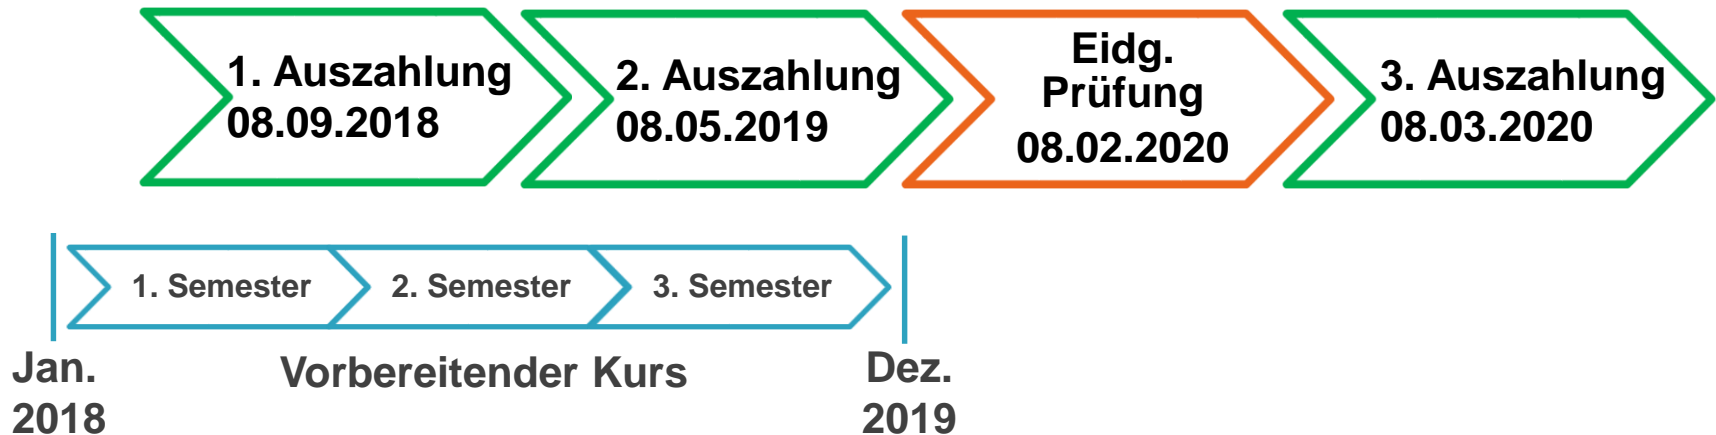 1. Auszahlung
08.09.2018
2. Auszahlung
08.05.2019
Eidg.
Prüfung
08.02.2020
3. Auszahlung
08.03.2020
1. Semester
2. Semester
3. Semester
Jan.
2018
Vorbereitender Kurs
Dez.
2019